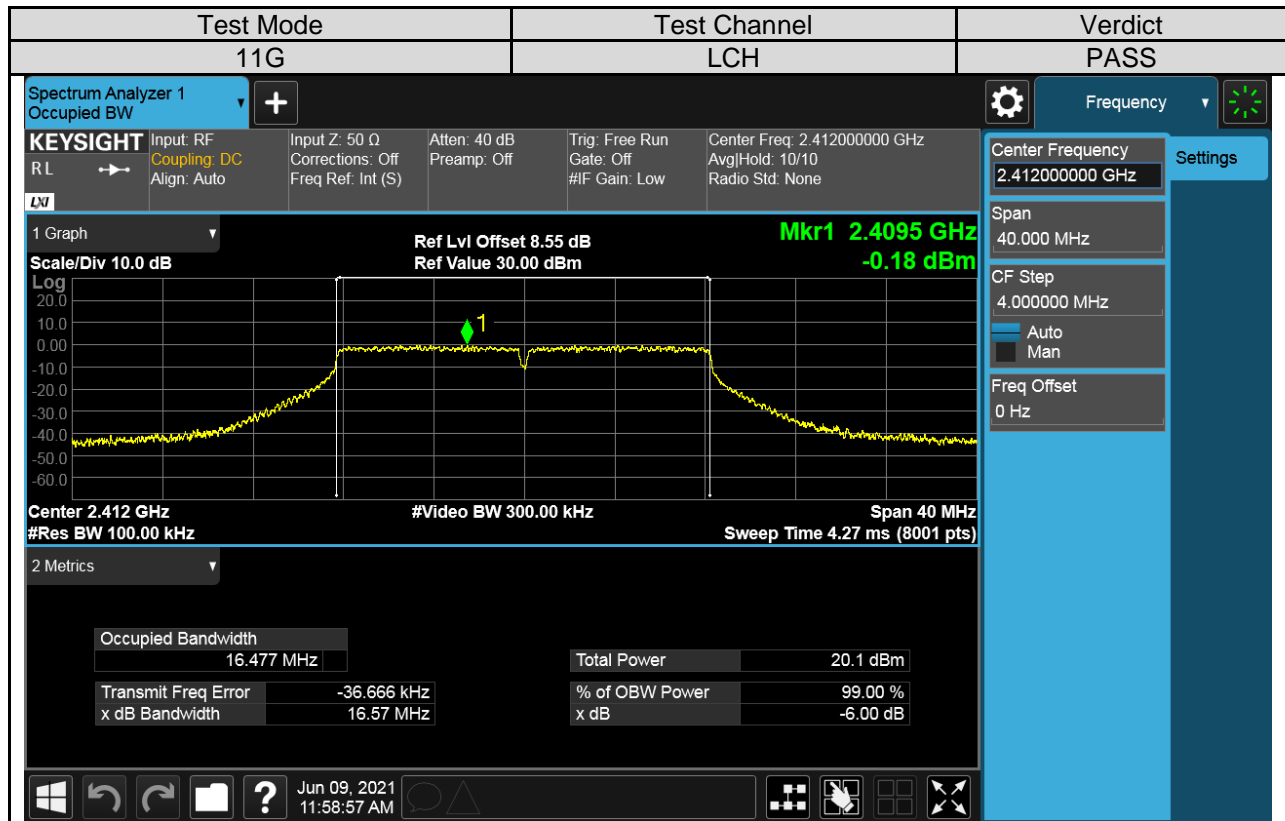 Test Mode Test Channel Verdict
11G LCH PASS
Spectrum Analyzer 1
Occupied BW
+
Frequency
KEYSIGHT
RL
LXI
Input: RF
Coupling: DC
Align: Auto
Input Z: 50 Ω
Corrections: Off
Freq Ref: Int (S)
Atten: 40 dB
Preamp: Off
Trig: Free Run
Gate: Off
#IF Gain: Low
Center Freq: 2.412000000 GHz
Avg|Hold: 10/10
Radio Std: None
Center Frequency
2.412000000 GHz
Settings
Span
40.000 MHz
CF Step
4.000000 MHz
Auto
Man
Freq Offset
0 Hz
1 Graph
Scale/Div 10.0 dB
Ref Lvl Offset 8.55 dB
Ref Value 30.00 dBm
Mkr1 2.4095 GHz
-0.18 dBm
Log
20.0
10.0
0.00
-10.0
-20.0
-30.0
-40.0
-50.0
-60.0
1
Center 2.412 GHz #Video BW 300.00 kHz Span 40 MHz
#Res BW 100.00 kHz Sweep Time 4.27 ms (8001 pts)
2 Metrics
Occupied Bandwidth
16.477 MHz
Total Power 20.1 dBm
Transmit Freq Error -36.666 kHz
% of OBW Power 99.00 %
x dB Bandwidth 16.57 MHz
x dB -6.00 dB
?
Jun 09, 2021
11:58:57 AM